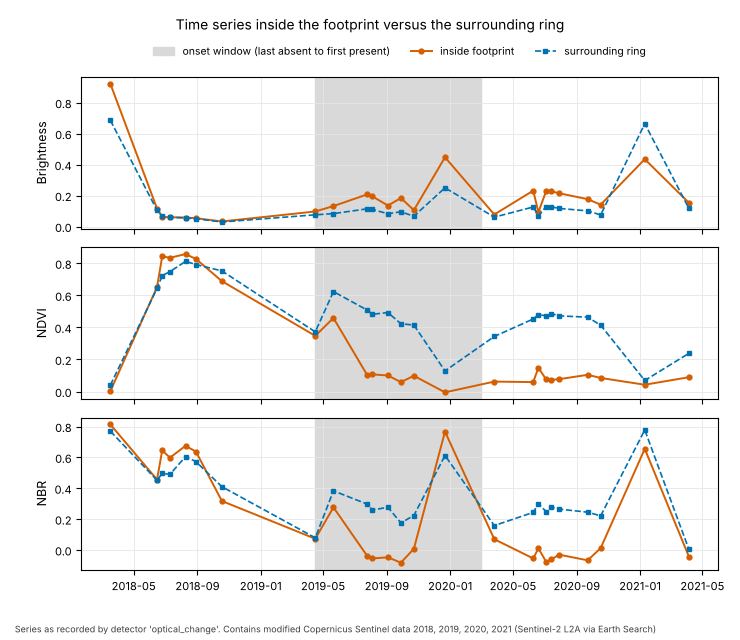 Time series inside the footprint versus the surrounding ring
onset window (last absent to first present) inside footprint surrounding ring
Brightness
0.8
0.6
0.4
0.2
0.0
NDVI
0.8
0.6
0.4
0.2
0.0
NBR
0.8
0.6
0.4
0.2
0.0
2018-05 2018-09 2019-01 2019-05 2019-09 2020-01 2020-05 2020-09 2021-01 2021-05
Series as recorded by detector 'optical_change'. Contains modified Copernicus Sentinel data 2018, 2019, 2020, 2021 (Sentinel-2 L2A via Earth Search)